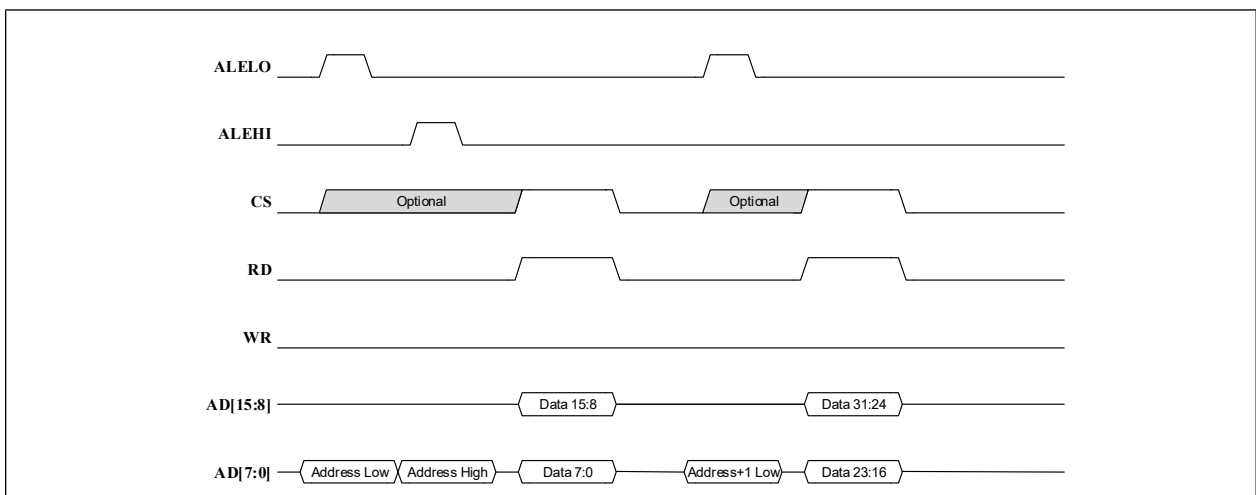 ALELO
ALEHI
CS Optional Optional
RD
WR
AD[15:8] Data 15:8 Data 31:24
AD[7:0] Address Low Address High Data 7:0 Address+1 Low Data 23:16